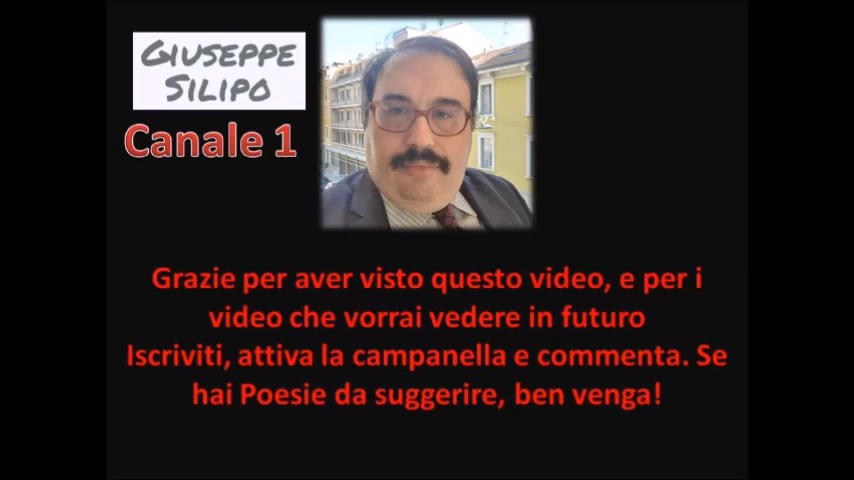 GIUSEPPE
SILIPO
Canale 1
Grazie per aver visto questo video, e per i
video che vorrai vedere in futuro
Iscriviti, attiva la campanella e commenta. Se
hai Poesie da suggerire, ben venga!